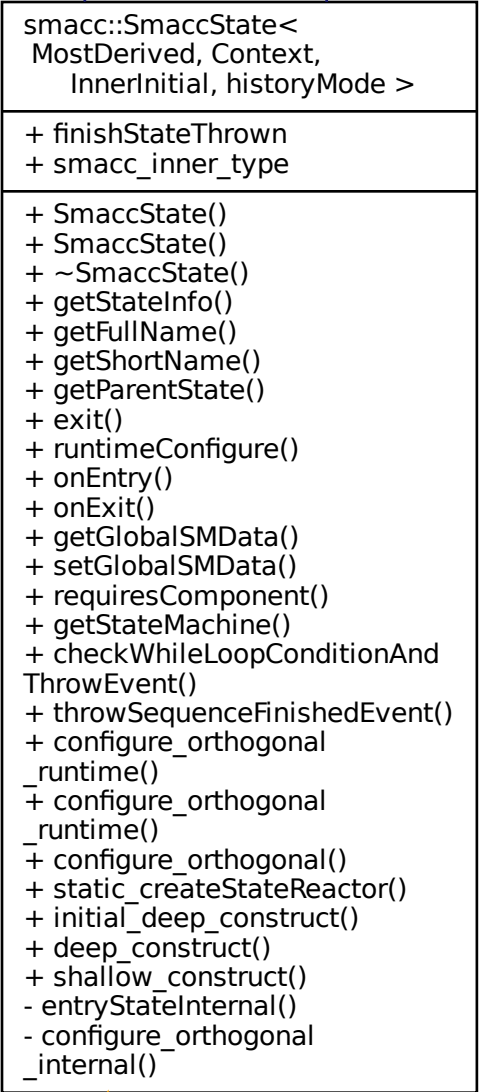 smacc::SmaccState<
MostDerived, Context,
InnerInitial, historyMode >
+ finishStateThrown
+ smacc_inner_type
+ SmaccState()
+ SmaccState()
+ ~SmaccState()
+ getStateInfo()
+ getFullName()
+ getShortName()
+ getParentState()
+ exit()
+ runtimeConfigure()
+ onEntry()
+ onExit()
+ getGlobalSMData()
+ setGlobalSMData()
+ requiresComponent()
+ getStateMachine()
+ checkWhileLoopConditionAnd
ThrowEvent()
+ throwSequenceFinishedEvent()
+ configure_orthogonal
_runtime()
+ configure_orthogonal
_runtime()
+ configure_orthogonal()
+ static_createStateReactor()
+ initial_deep_construct()
+ deep_construct()
+ shallow_construct()
- entryStateInternal()
- configure_orthogonal
_internal()